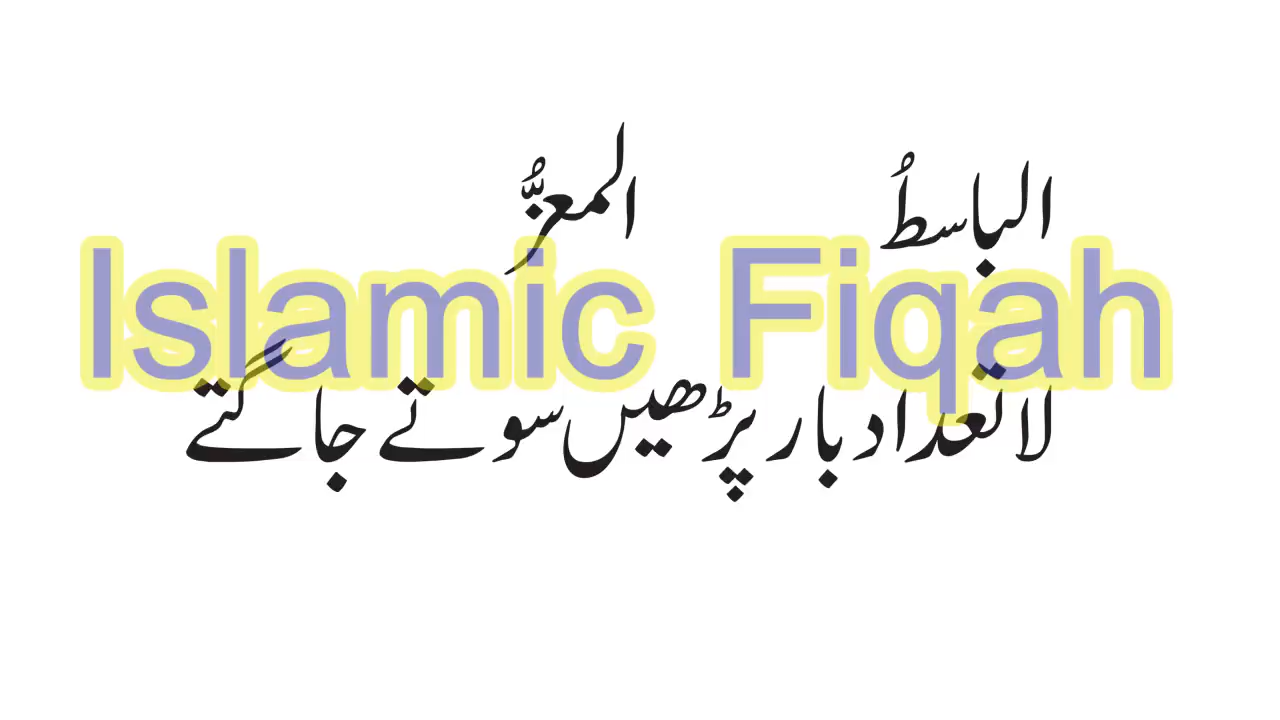 الباسطُ المعزُّ
Islamic Fiqah
لاتعداد بار پڑھیں سوتے جاگتے